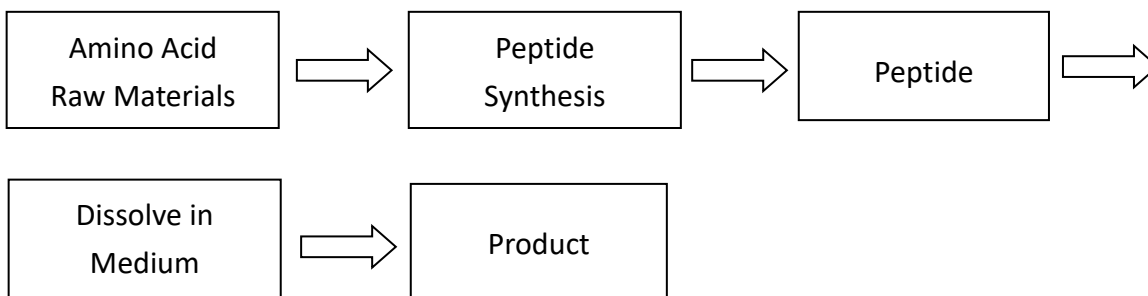 Amino Acid
Raw Materials
Peptide
Synthesis
Peptide
Dissolve in
Medium
Product